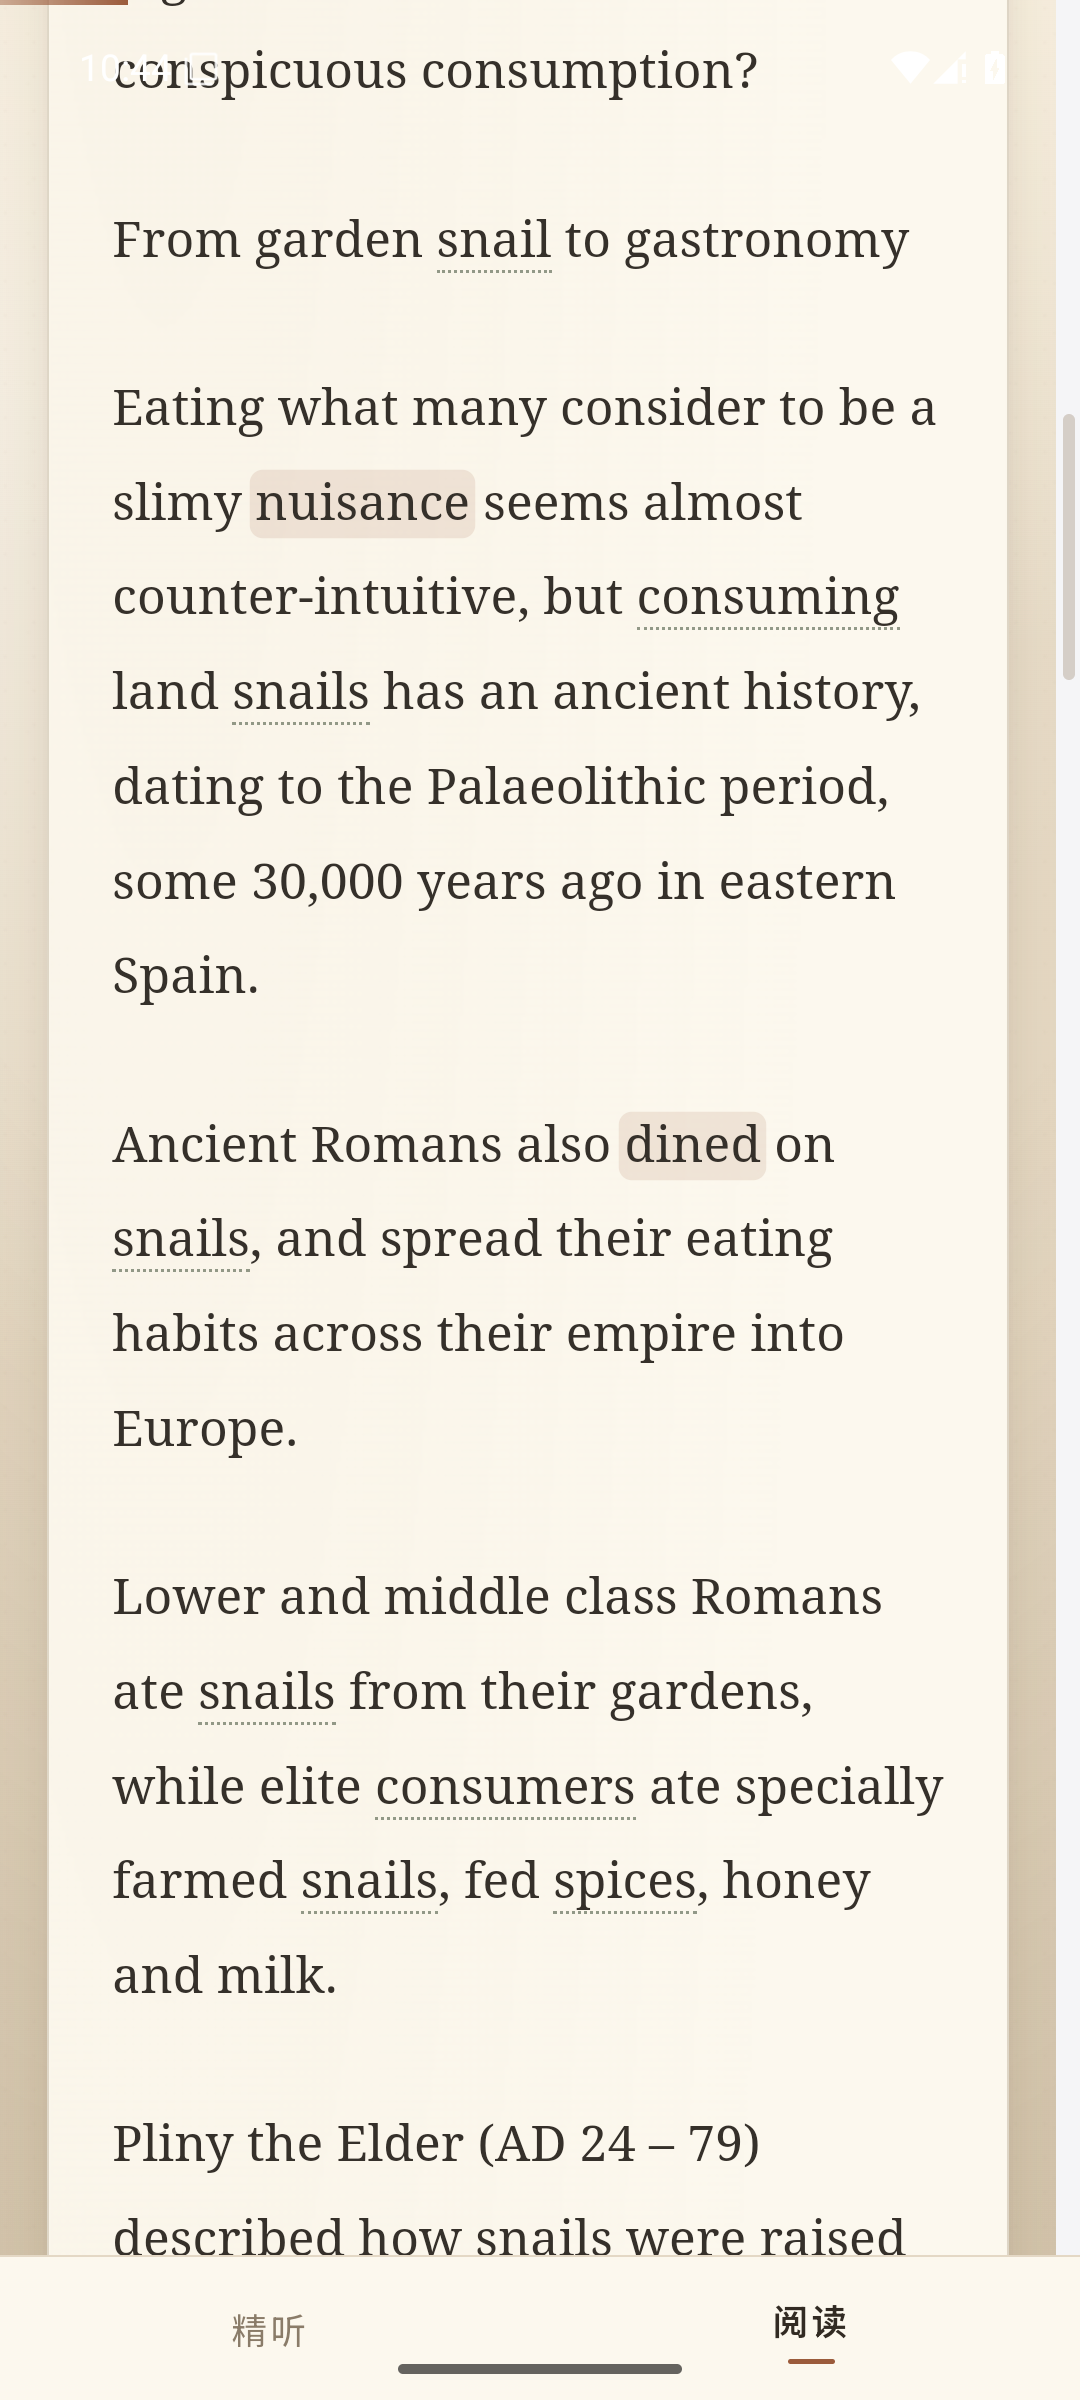 conspicuous consumption?
From garden snail to gastronomy
Eating what many consider to be a
slimy nuisance seems almost
counter-intuitive, but consuming
land snails has an ancient history,
dating to the Palaeolithic period,
some 30,000 years ago in eastern
Spain.
Ancient Romans also dined on
snails, and spread their eating
habits across their empire into
Europe.
Lower and middle class Romans
ate snails from their gardens,
while elite consumers ate specially
farmed snails, fed spices, honey
and milk.
Pliny the Elder (AD 24 – 79)
described how snails were raised
精听
阅读